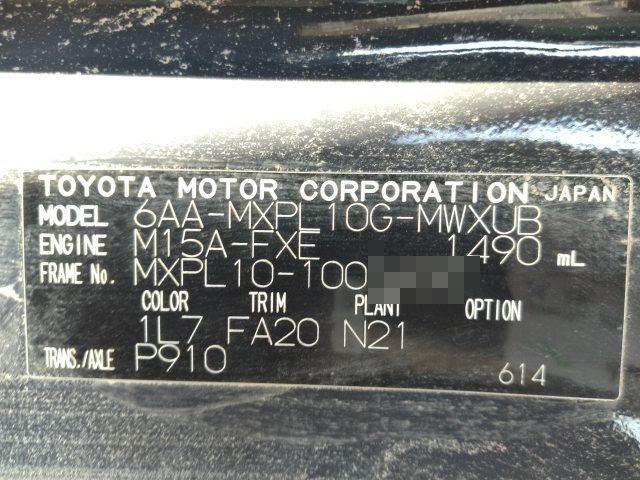 TOYOTA MOTOR CORPORATION JAPAN
MODEL 6AA-MXPL10G-MWXUB
ENGINE M15A-FXE 1490 mL
FRAME No. MXPL10-100
COLOR TRIM PLANT OPTION
1L7 FA20 N21
TRANS./AXLE P910
614